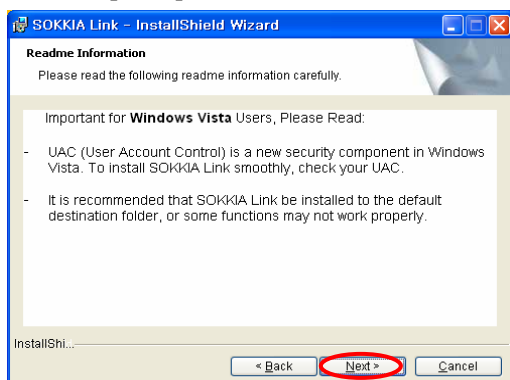 SOKKIA Link - InstallShield Wizard
Readme Information
Please read the following readme information carefully.
Important for Windows Vista Users, Please Read:
- UAC (User Account Control) is a new security component in Windows
Vista. To install SOKKIA Link smoothly, check your UAC.
- It is recommended that SOKKIA Link be installed to the default
destination folder, or some functions may not work properly.
InstallShi...
< Back Next > Cancel